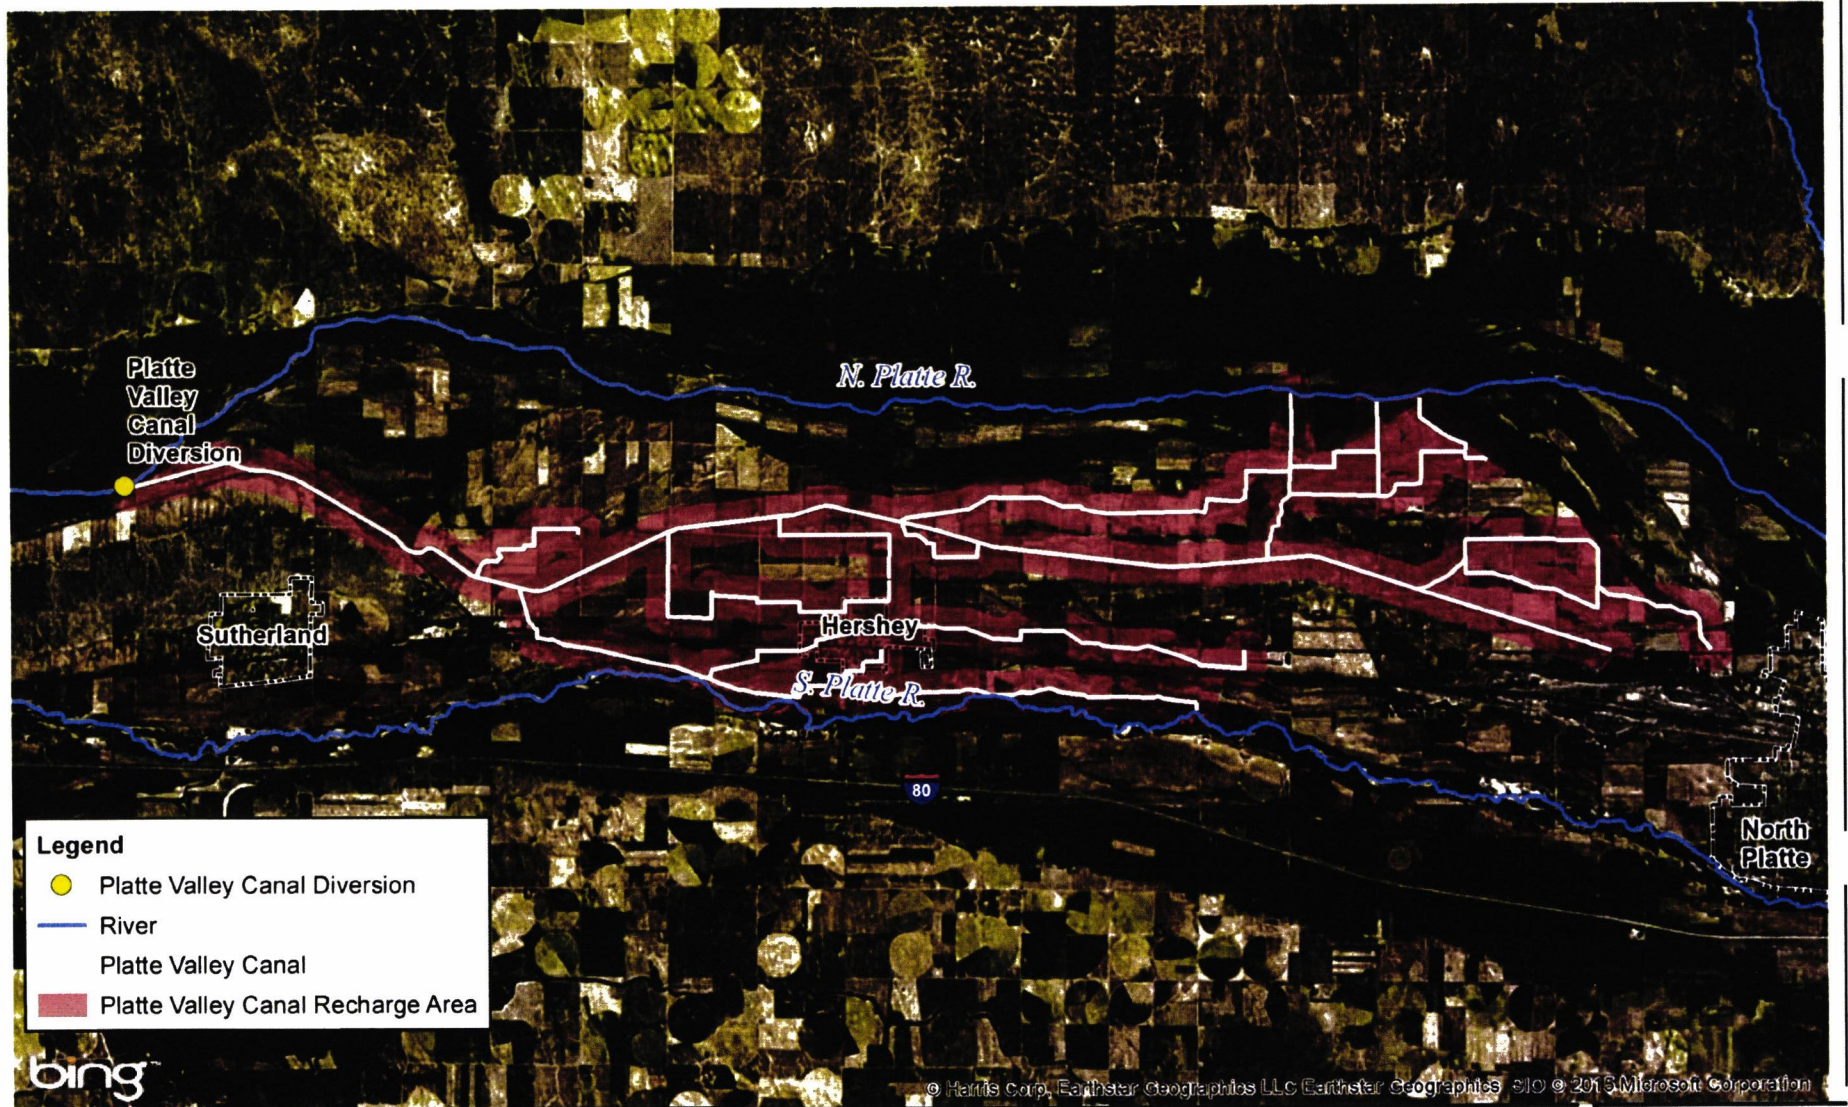 N. Platte R.
Platte
Valley
Canal
Diversion
Sutherland
Hershey
S. Platte R.
80
North
Platte
Legend
Platte Valley Canal Diversion
River
Platte Valley Canal
Platte Valley Canal Recharge Area
bing
© Harris Corp, Earthstar Geographics LLC Earthstar Geographics SIO © 2015 Microsoft Corporation